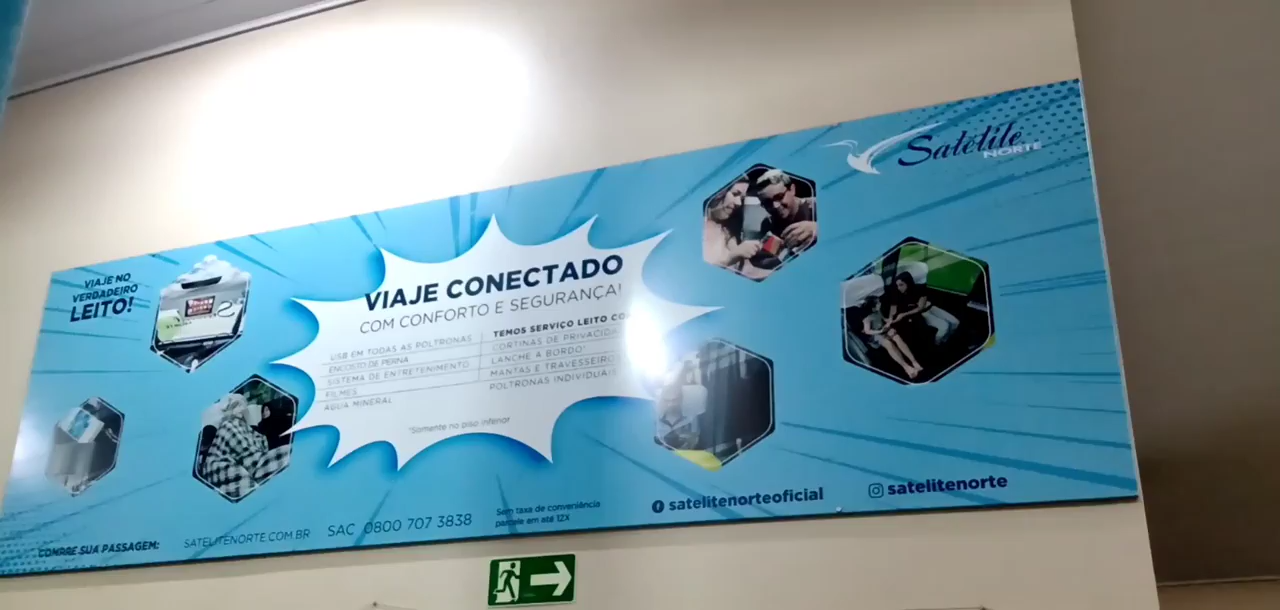 Satélite
NORTE
VIAJE NO
VERDADEIRO
LEITO!
VIAJE CONECTADO
COM CONFORTO E SEGURANÇA!
USB EM TODAS AS POLTRONAS
ENCOSTO DE PERNA
SISTEMA DE ENTRETENIMENTO
FILMES
ÁGUA MINERAL
TEMOS SERVIÇO LEITO CO
CORTINAS DE PRIVACIDA
LANCHE A BORDO*
MANTAS E TRAVESSEIRO
POLTRONAS INDIVIDUAIS
*Somente no piso inferior
COMPRE SUA PASSAGEM:
SATELITENORTE.COM.BR
SAC 0800 707 3838
Sem taxa de conveniência
parcele em até 12X
satelitenorteoficial
satelitenorte